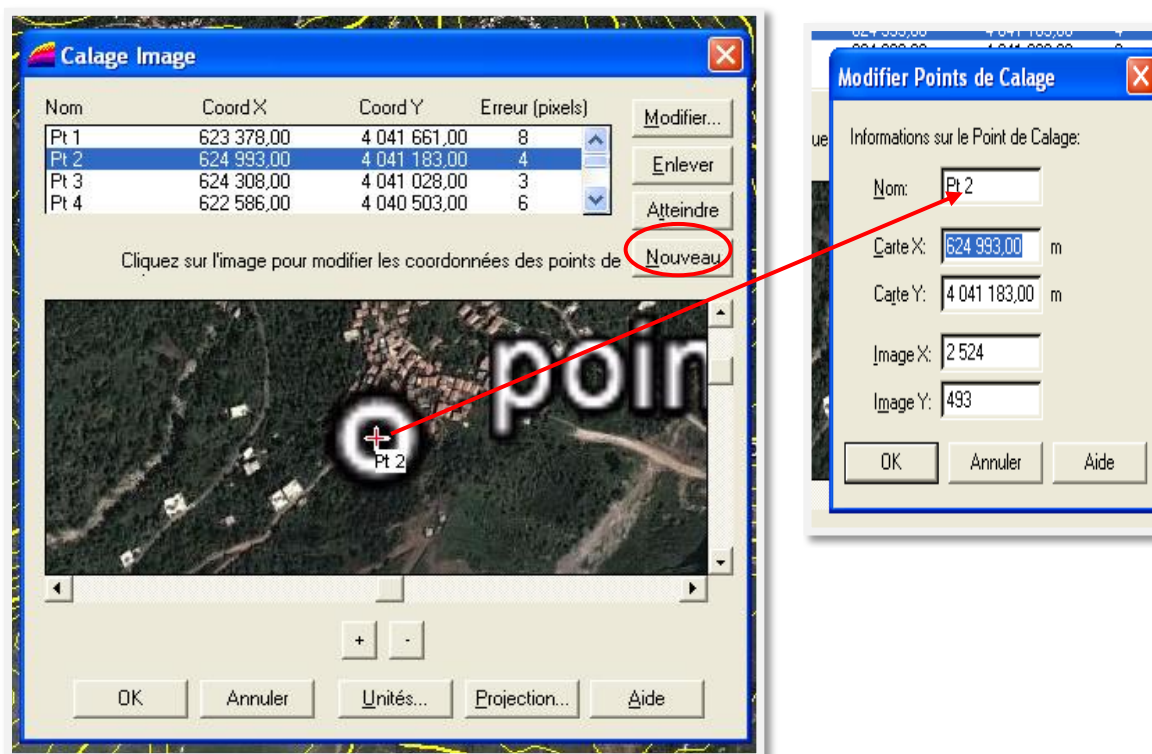 Calage Image
Nom Coord X Coord Y Erreur (pixels)
Pt 1 623 378,00 4 041 661,00 8
Pt 2 624 993,00 4 041 183,00 4
Pt 3 624 308,00 4 041 028,00 3
Pt 4 622 586,00 4 040 503,00 6
Modifier...
Enlever
Atteindre
Nouveau
Cliquez sur l'image pour modifier les coordonnées des points de
poin
Pt 2
+ -
OK Annuler Unités... Projection... Aide
Modifier Points de Calage
ue
Informations sur le Point de Calage:
Nom: Pt 2
Carte X: 624 993,00 m
Carte Y: 4 041 183,00 m
Image X: 2 524
Image Y: 493
OK Annuler Aide